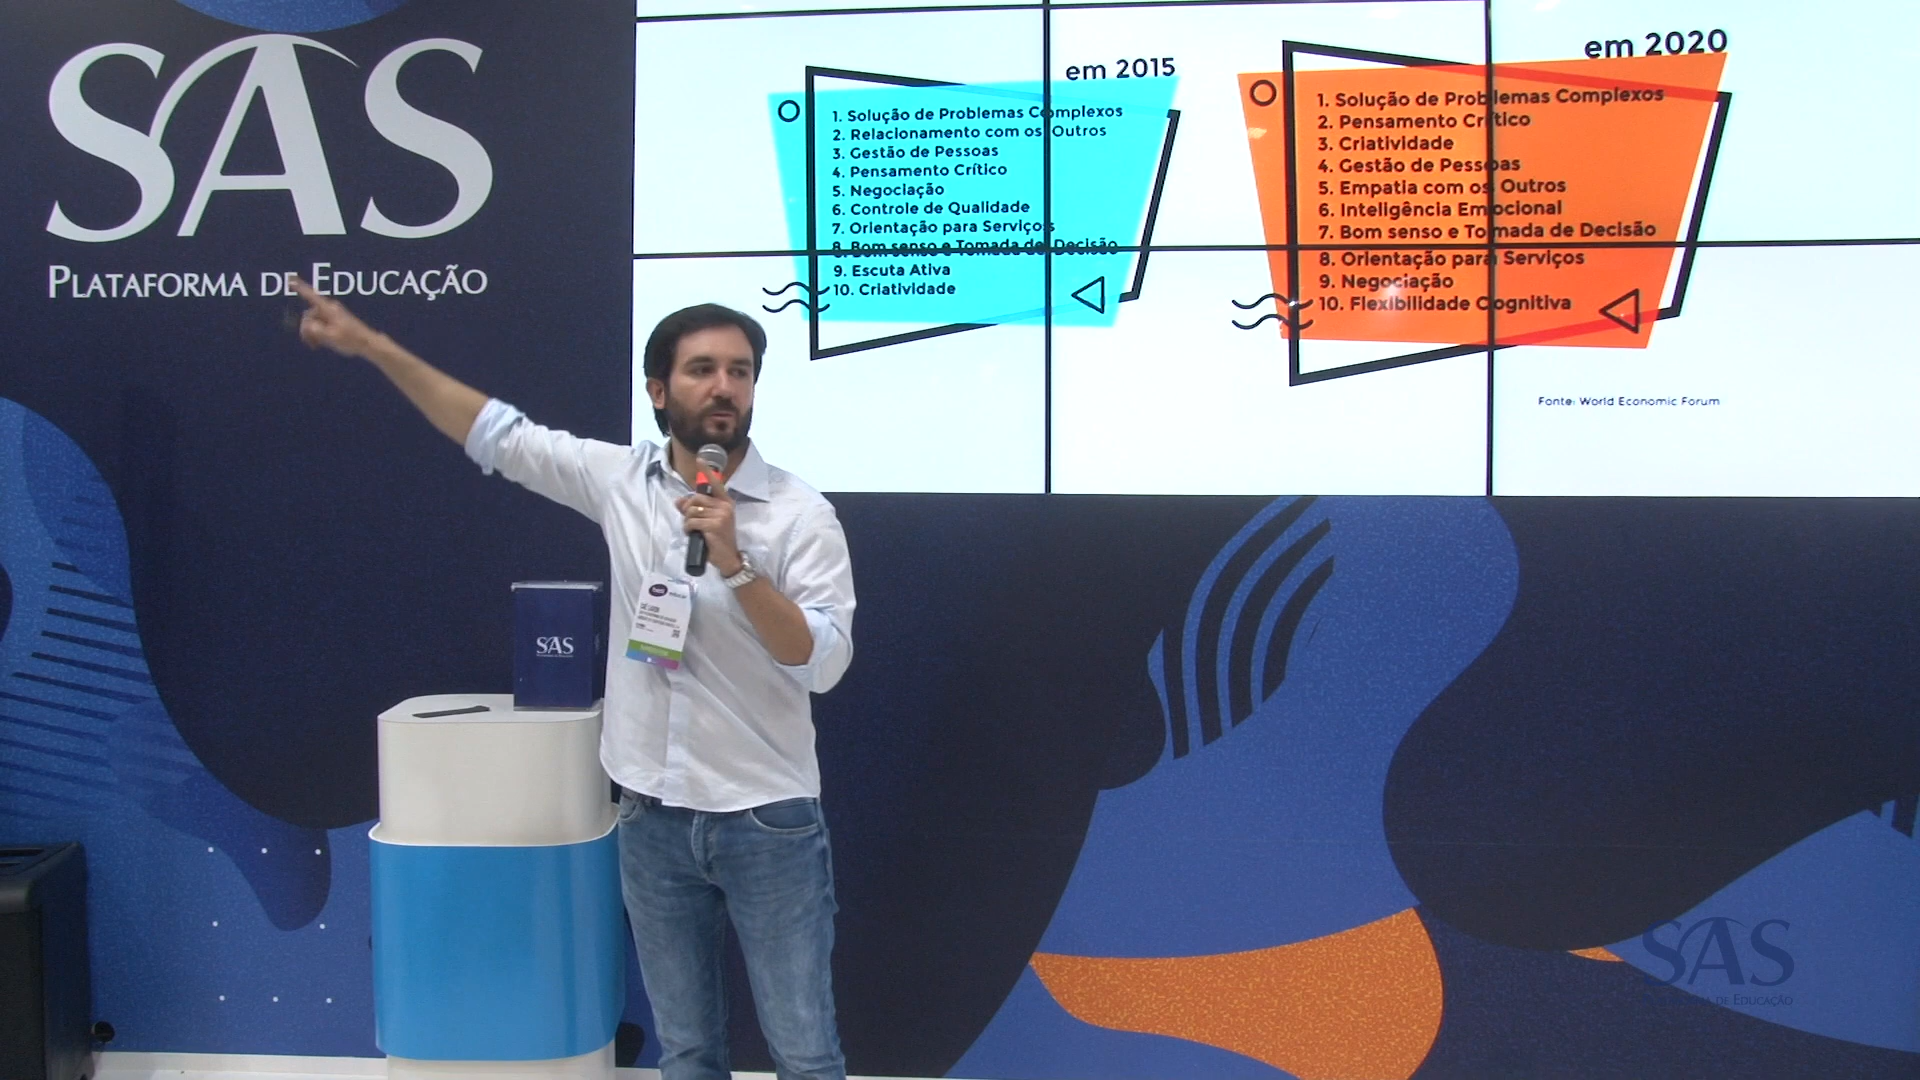 SAS
PLATAFORMA DE EDUCAÇÃO
em 2015
1. Solução de Problemas Complexos
2. Relacionamento com os Outros
3. Gestão de Pessoas
4. Pensamento Crítico
5. Negociação
6. Controle de Qualidade
7. Orientação para Serviços
8. Bom senso e Tomada de Decisão
9. Escuta Ativa
10. Criatividade
em 2020
1. Solução de Problemas Complexos
2. Pensamento Crítico
3. Criatividade
4. Gestão de Pessoas
5. Empatia com os Outros
6. Inteligência Emocional
7. Bom senso e Tomada de Decisão
8. Orientação para Serviços
9. Negociação
10. Flexibilidade Cognitiva
Fonte: World Economic Forum
SAS
SAS
DE EDUCAÇÃO